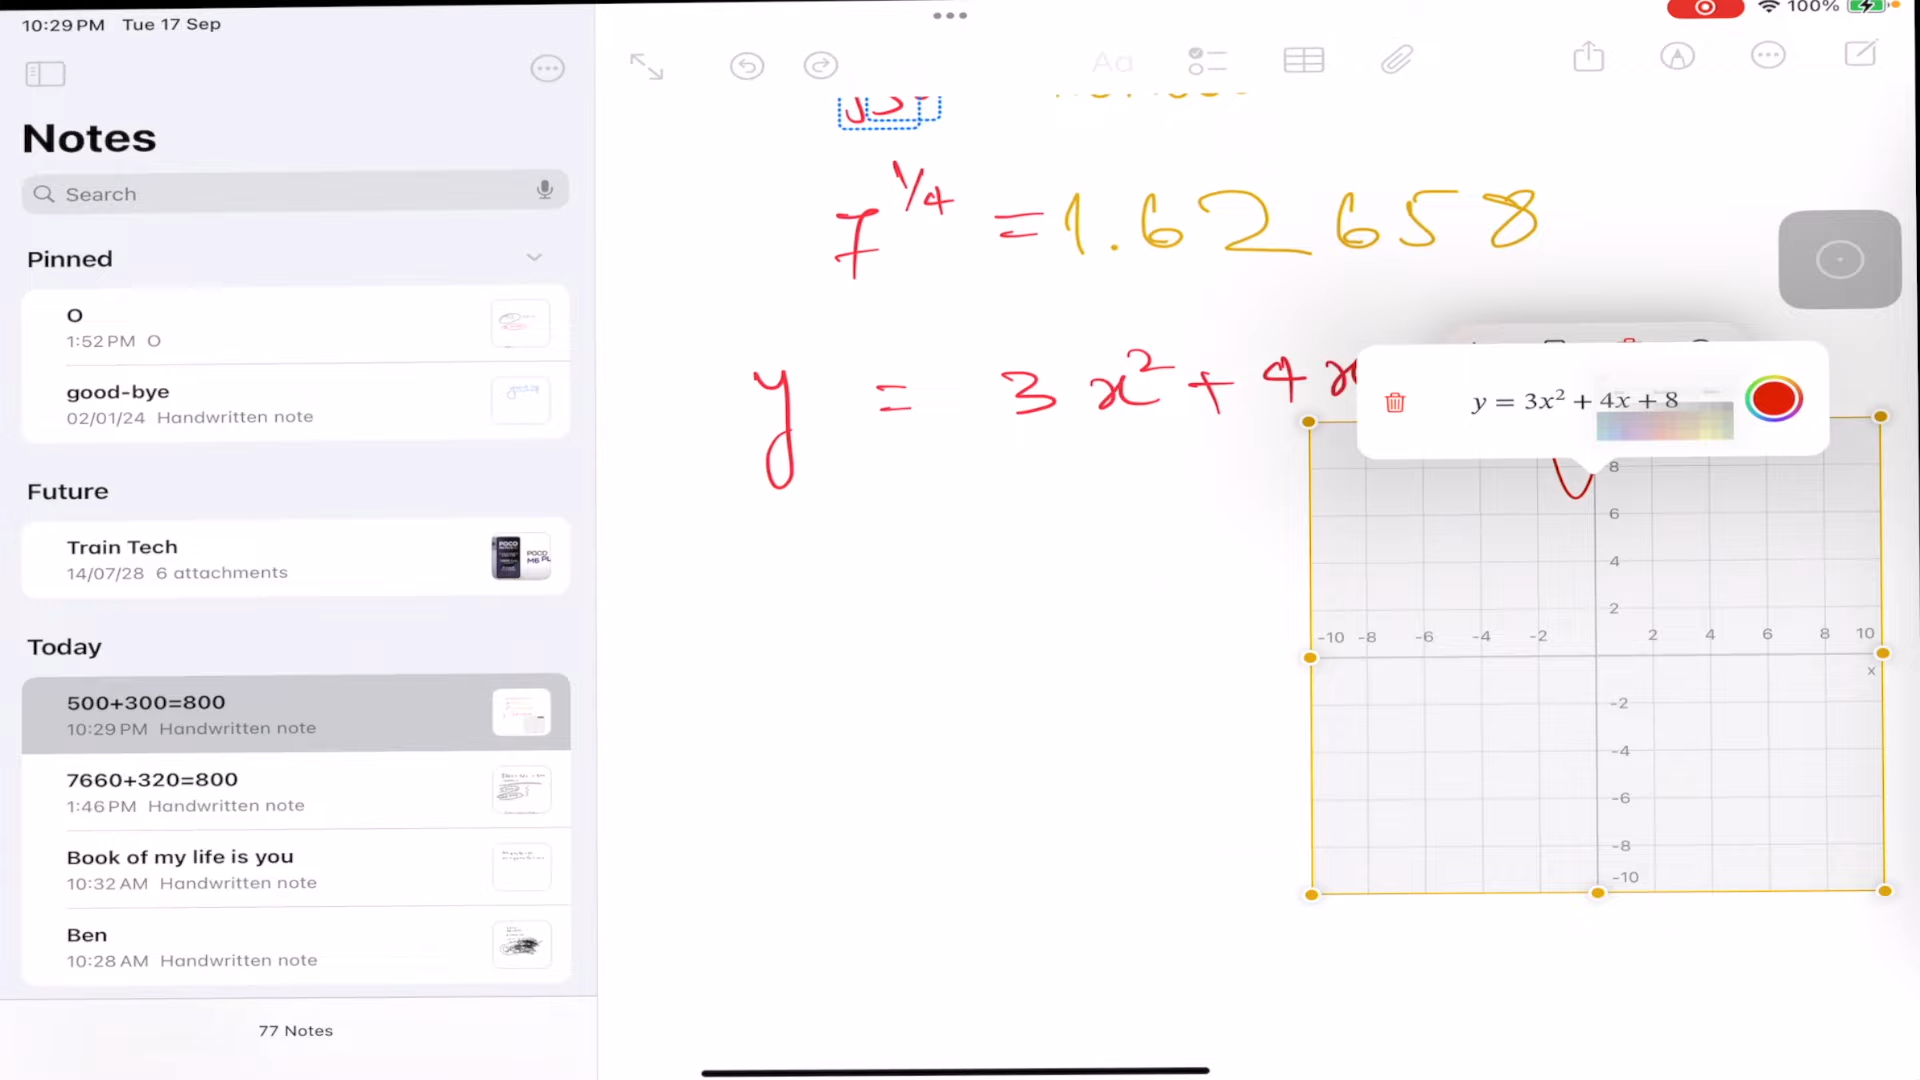 10:29 PM Tue 17 Sep
100%
Notes
Search
Pinned
O
1:52 PM O
good-bye
02/01/24 Handwritten note
Future
Train Tech
14/07/28 6 attachments
Today
500+300=800
10:29 PM Handwritten note
7660+320=800
1:46 PM Handwritten note
Book of my life is you
10:32 AM Handwritten note
Ben
10:28 AM Handwritten note
77 Notes
Aa
7^1/4 = 1.62658
y = 3x² + 4x
y = 3x² + 4x + 8
8
6
4
2
-10 -8 -6 -4 -2 2 4 6 8 10
x
-2
-4
-6
-8
-10